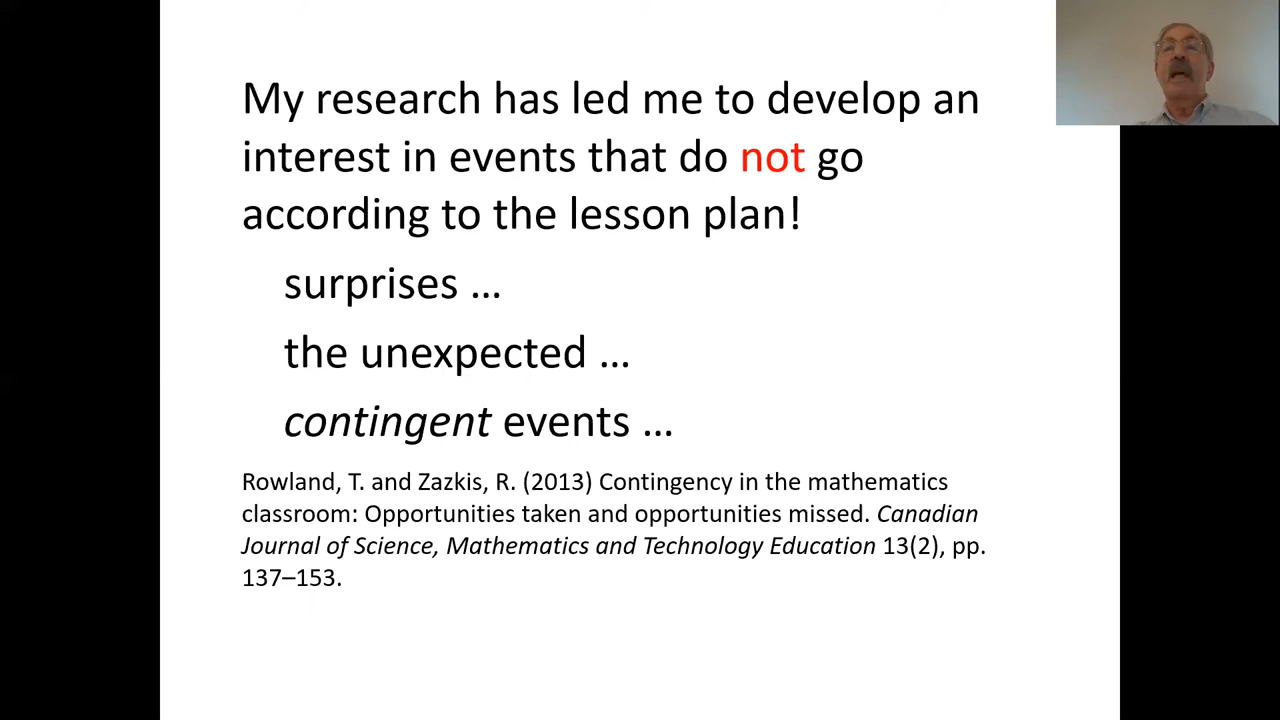 My research has led me to develop an
interest in events that do not go
according to the lesson plan!
surprises …
the unexpected …
contingent events …
Rowland, T. and Zazkis, R. (2013) Contingency in the mathematics
classroom: Opportunities taken and opportunities missed. Canadian
Journal of Science, Mathematics and Technology Education 13(2), pp.
137–153.